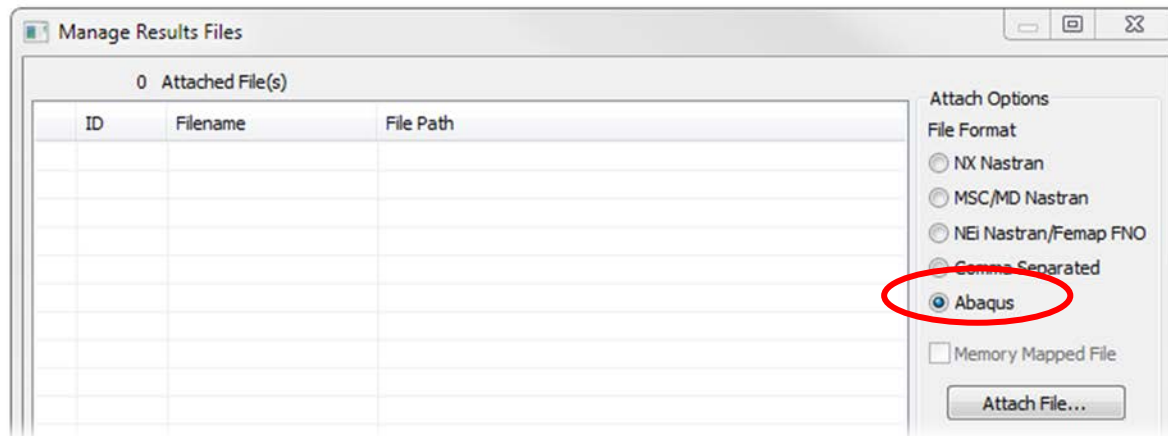 Manage Results Files
0 Attached File(s)
ID Filename File Path
Attach Options
File Format
NX Nastran
MSC/MD Nastran
NEi Nastran/Femap FNO
Comma Separated
Abaqus
Memory Mapped File
Attach File...